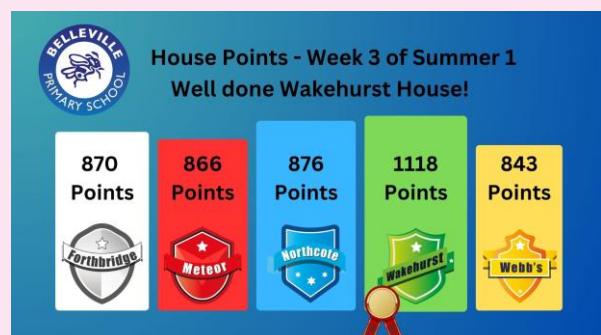 BELLEVILLE
PRIMARY SCHOOL
House Points - Week 3 of Summer 1
Well done Wakehurst House!
870
Points
Forthbridge
866
Points
Meteor
876
Points
Northcote
1118
Points
Wakehurst
843
Points
Webb's